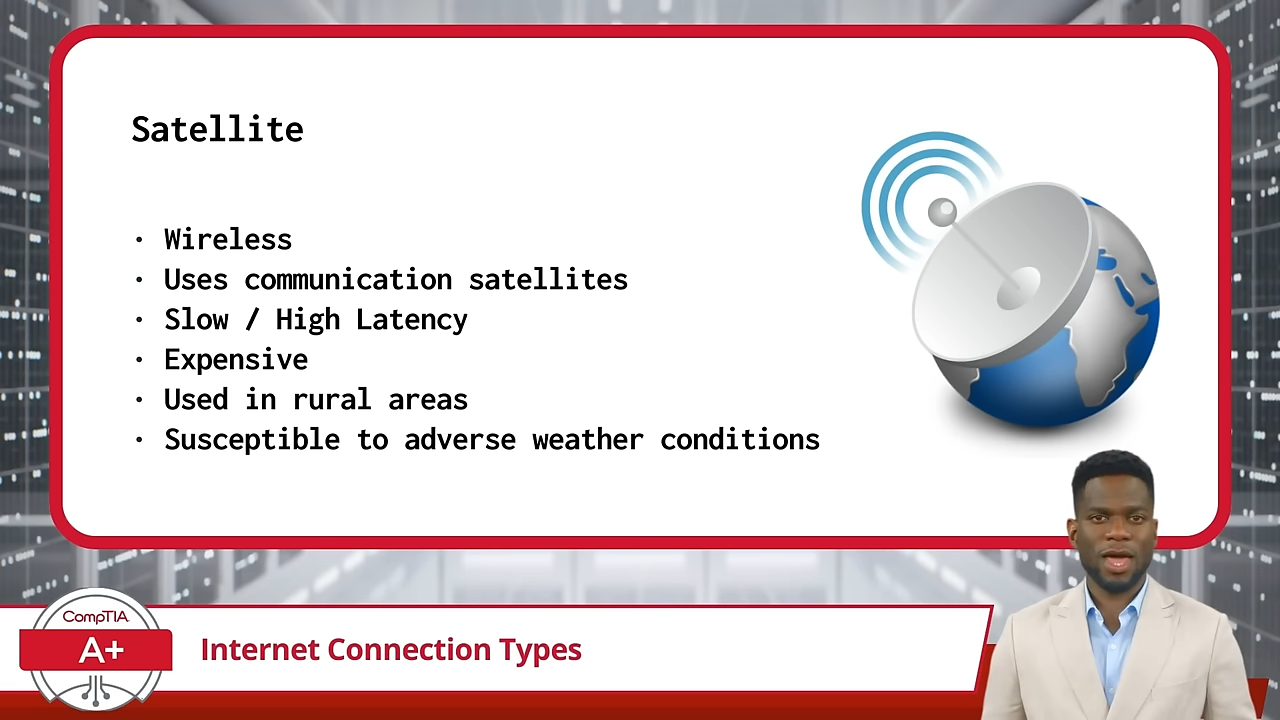 Satellite
· Wireless
· Uses communication satellites
· Slow / High Latency
· Expensive
· Used in rural areas
· Susceptible to adverse weather conditions
CompTIA
A+
Internet Connection Types